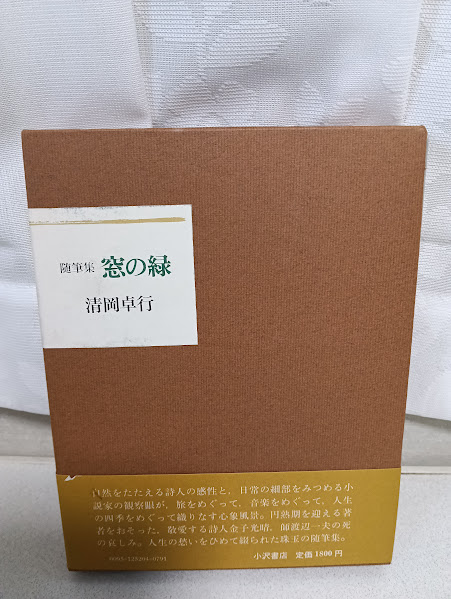 随筆集 窓の緑
清岡卓行
自然をたたえる詩人の感性と、日常の細部をみつめる小
説家の観察眼が、旅をめぐって、音楽をめぐって、人生
の四季をめぐって織りなす心象風景。円熟期を迎える著
者をおそった、敬愛する詩人金子光晴、師渡辺一夫の死
の哀しみ。人生の愁いをひめて綴られた珠玉の随筆集。
0095-125204-0795 小沢書店 定価1800円